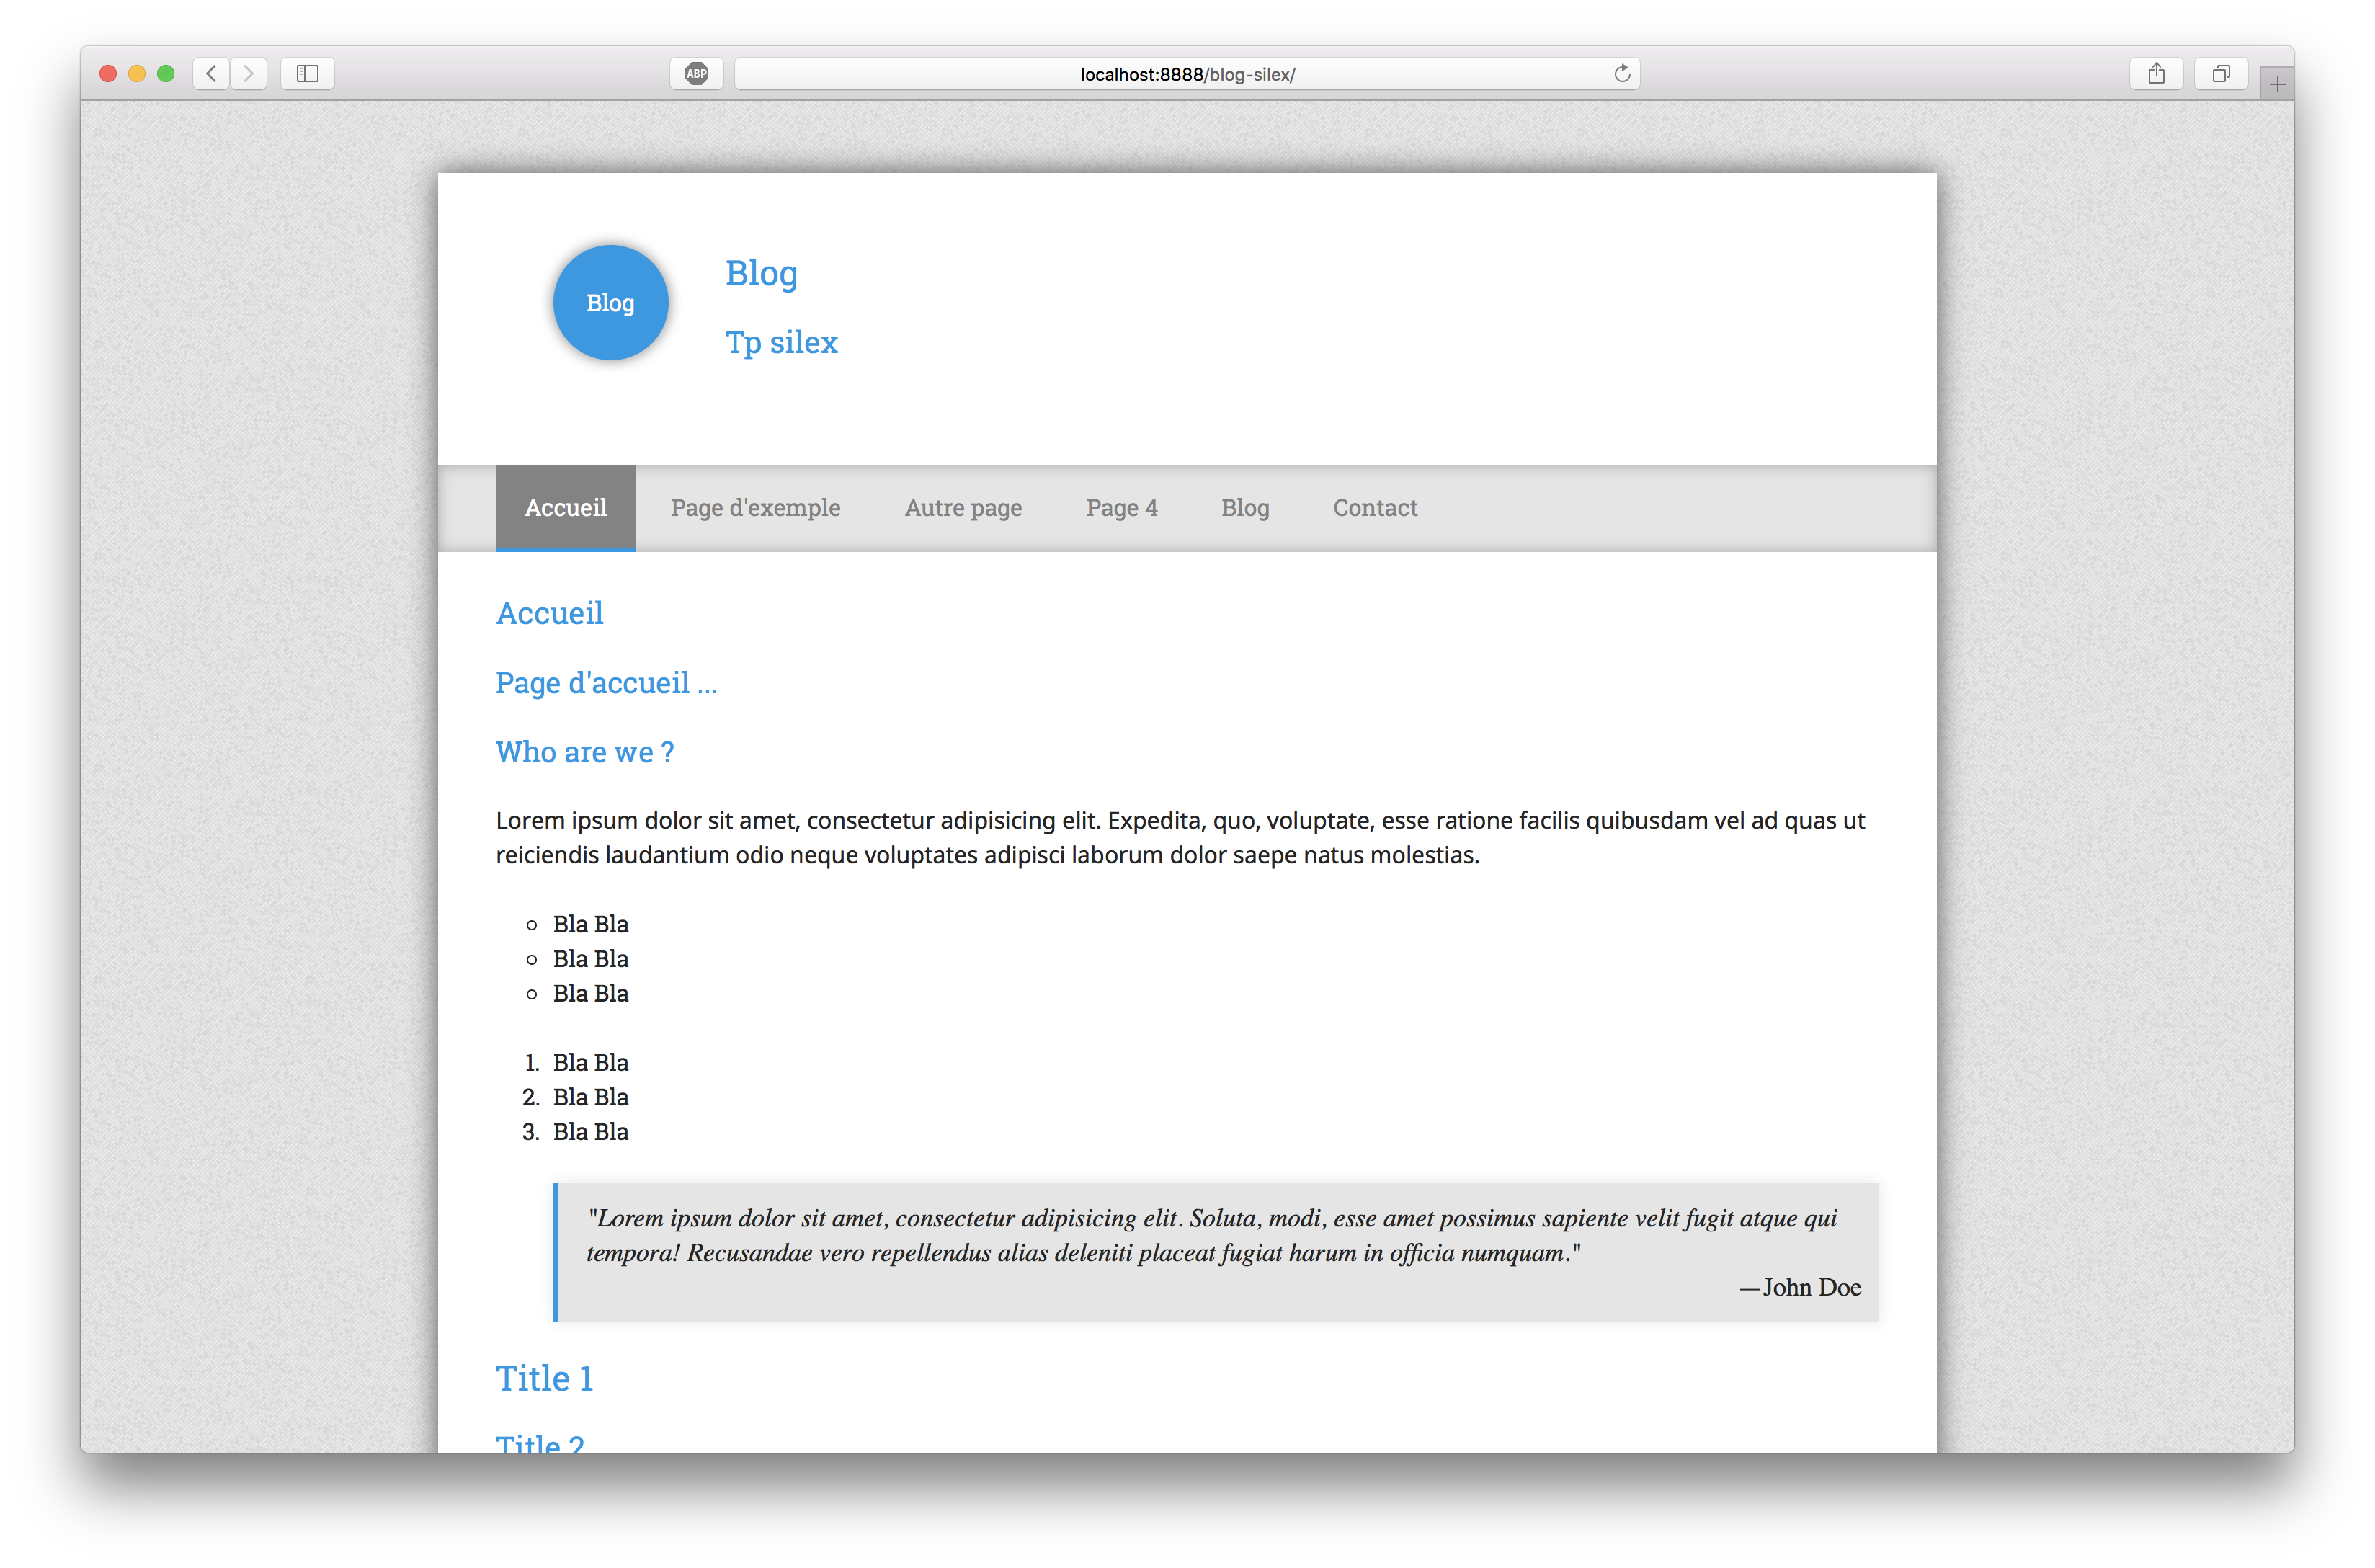 ABP
localhost:8888/blog-silex/
Blog
Blog
Tp silex
Accueil Page d'exemple Autre page Page 4 Blog Contact
Accueil
Page d'accueil ...
Who are we ?
Lorem ipsum dolor sit amet, consectetur adipisicing elit. Expedita, quo, voluptate, esse ratione facilis quibusdam vel ad quas ut
reiciendis laudantium odio neque voluptates adipisci laborum dolor saepe natus molestias.
Bla Bla
Bla Bla
Bla Bla
1. Bla Bla
2. Bla Bla
3. Bla Bla
"Lorem ipsum dolor sit amet, consectetur adipisicing elit. Soluta, modi, esse amet possimus sapiente velit fugit atque qui
tempora! Recusandae vero repellendus alias deleniti placeat fugiat harum in officia numquam."
—John Doe
Title 1
Title 2